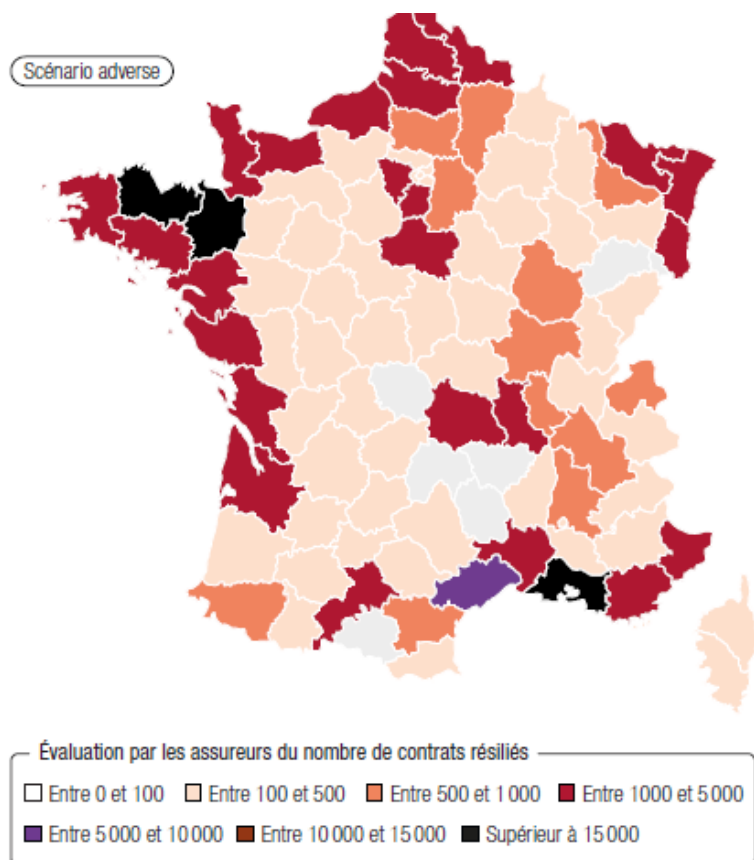 Scénario adverse
Évaluation par les assureurs du nombre de contrats résiliés
Entre 0 et 100 Entre 100 et 500 Entre 500 et 1 000 Entre 1000 et 5 000
Entre 5 000 et 10 000 Entre 10 000 et 15 000 Supérieur à 15 000